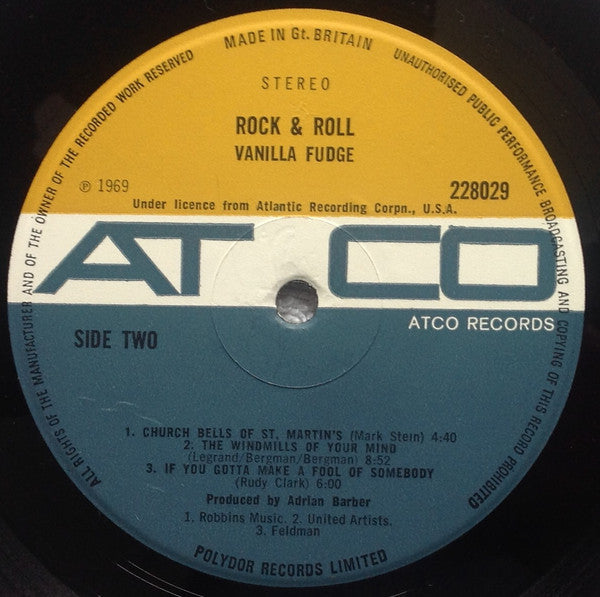 MADE IN Gt. BRITAIN
ALL RIGHTS OF THE MANUFACTURER AND OF THE OWNER OF THE RECORDED WORK RESERVED
UNAUTHORISED PUBLIC PERFORMANCE BROADCASTING AND COPYING OF THIS RECORD PROHIBITED
STEREO
ROCK & ROLL
VANILLA FUDGE
℗ 1969
228029
Under licence from Atlantic Recording Corpn., U.S.A.
ATCO
ATCO RECORDS
SIDE TWO
1. CHURCH BELLS OF ST. MARTIN'S (Mark Stein) 4:40
2. THE WINDMILLS OF YOUR MIND
(Legrand/Bergman/Bergman) 8:52
3. IF YOU GOTTA MAKE A FOOL OF SOMEBODY
(Rudy Clark) 6:00
Produced by Adrian Barber
1. Robbins Music. 2. United Artists.
3. Feldman
POLYDOR RECORDS LIMITED